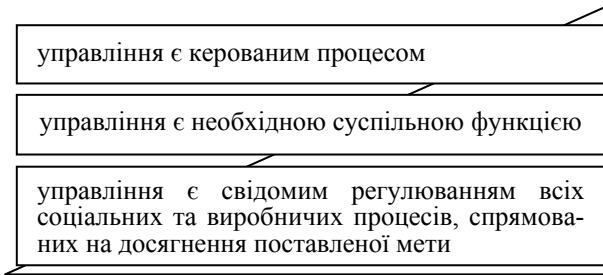 управління є керованим процесом
управління є необхідною суспільною функцією
управління є свідомим регулюванням всіх
соціальних та виробничих процесів, спрямова-
них на досягнення поставленої мети